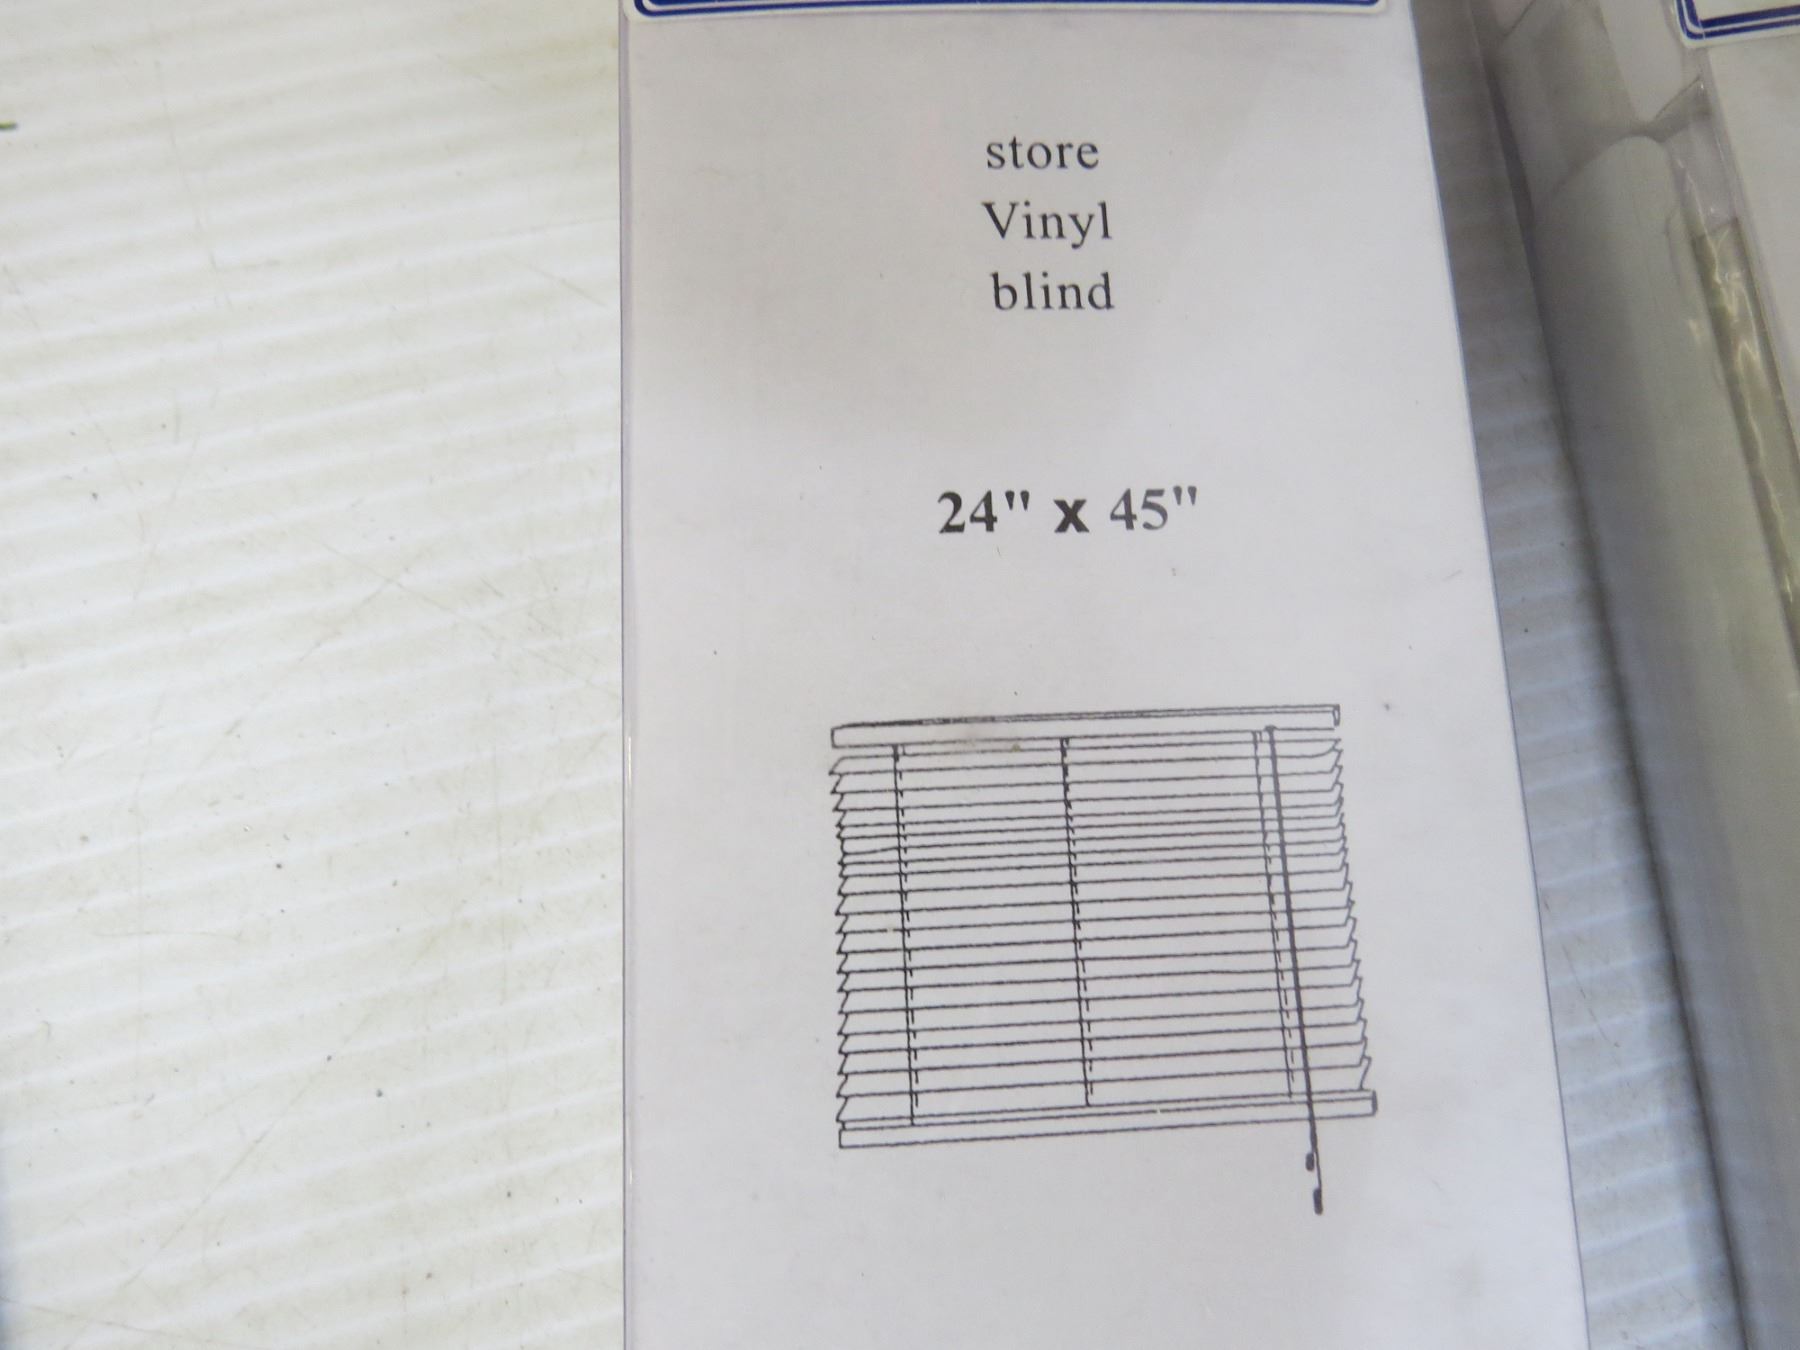 store
Vinyl
blind
24" x 45"